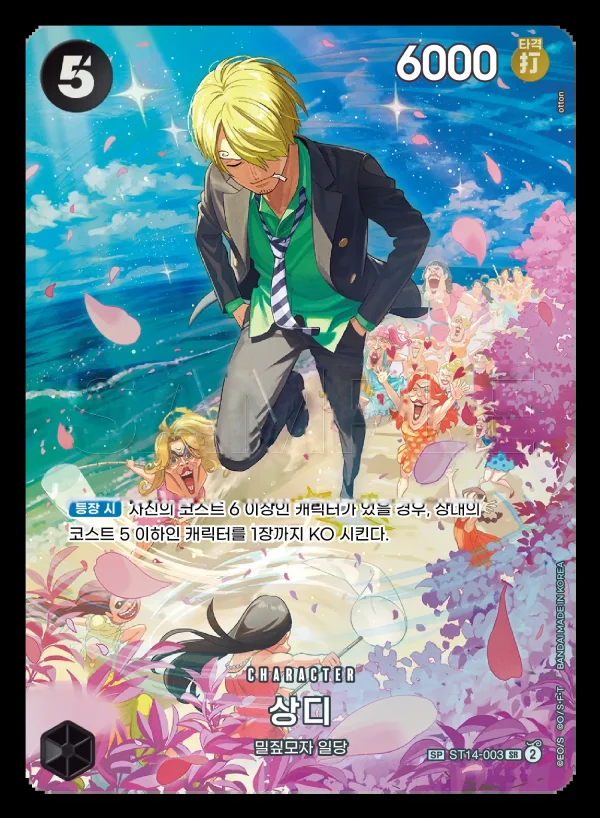 5
6000
타격
打
otton
SAMPLE
등장 시 자신의 코스트 6 이상인 캐릭터가 있을 경우, 상대의
코스트 5 이하인 캐릭터를 1장까지 KO 시킨다.
CHARACTER
상디
밀짚모자 일당
SP ST14-003 SR 2
©E.O/S. ©O/S·F·T BANDAI MADE IN KOREA